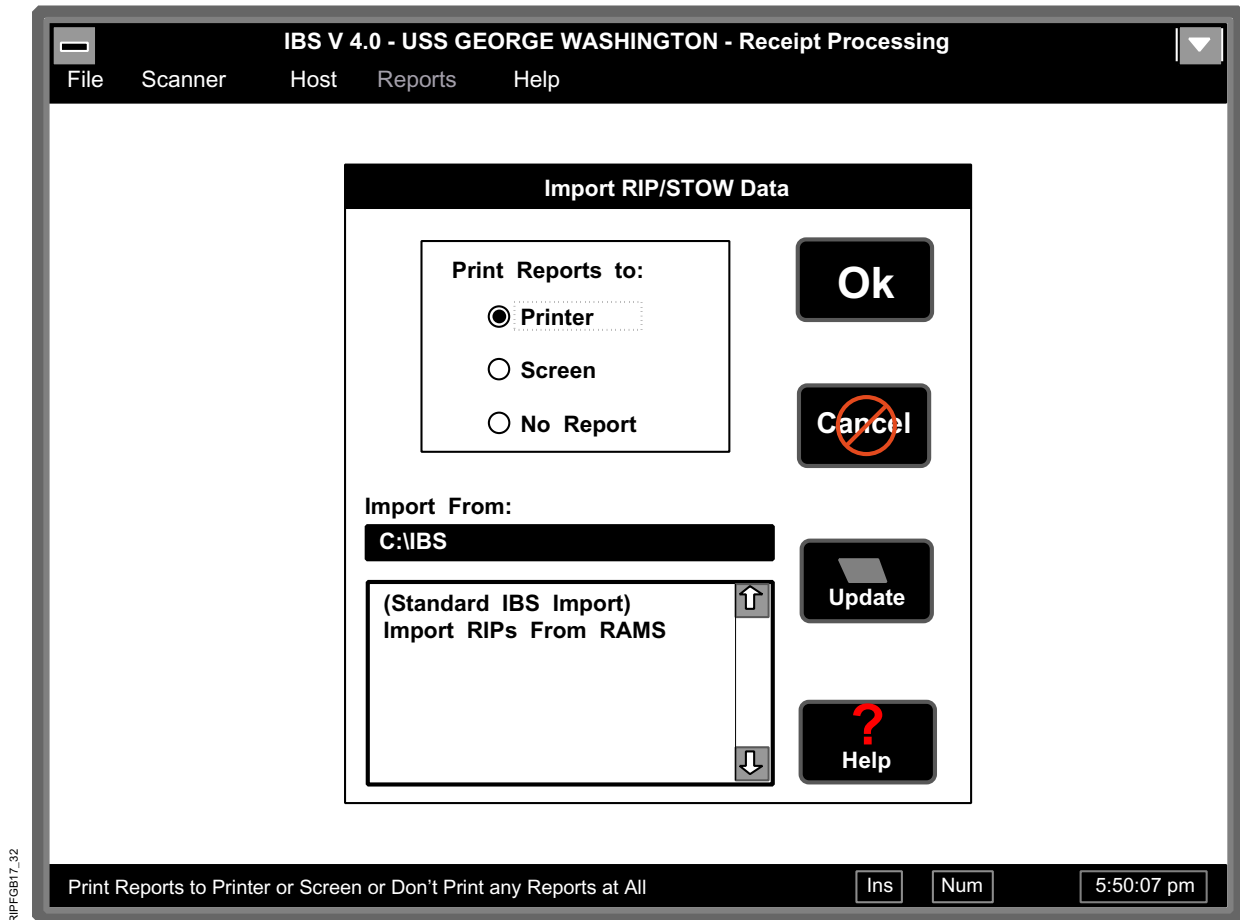 IBS V 4.0 - USS GEORGE WASHINGTON - Receipt Processing
File Scanner Host Reports Help
Import RIP/STOW Data
Print Reports to:
Printer
Screen
No Report
Ok
Cancel
Import From:
C:\IBS
(Standard IBS Import)
Import RIPs From RAMS
Update
?
Help
Print Reports to Printer or Screen or Don't Print any Reports at All
Ins
Num
5:50:07 pm
RIPFGB17_32